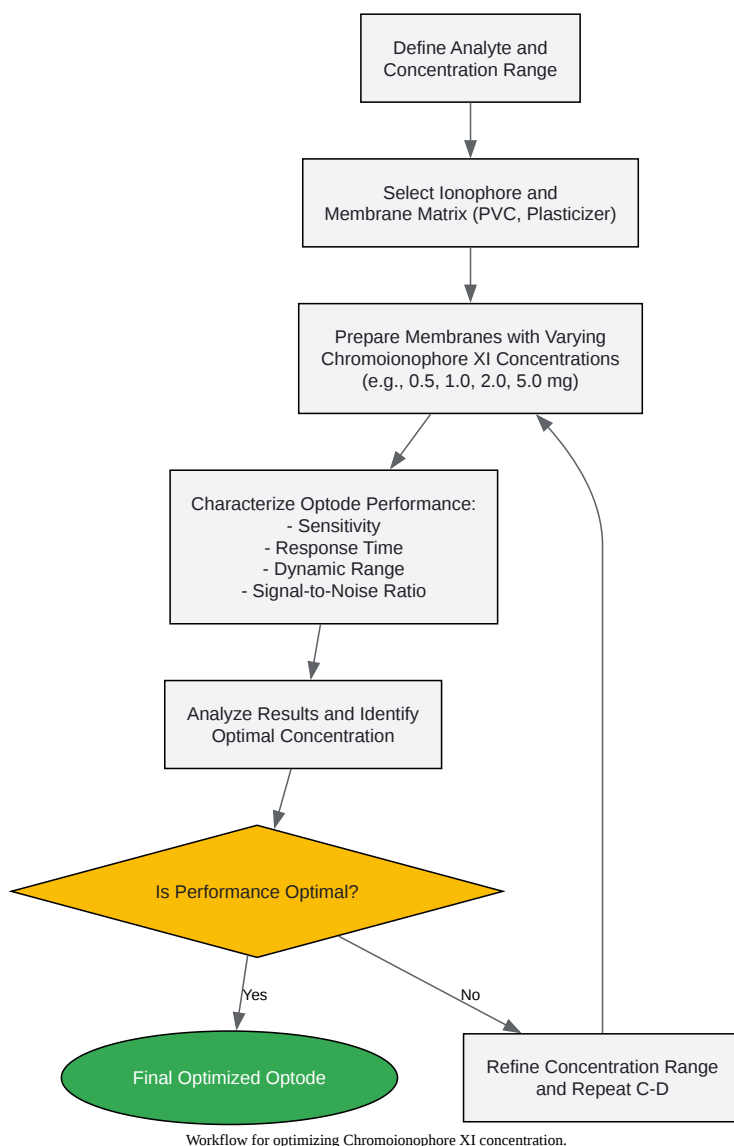 Define Analyte and
Concentration Range
Select Ionophore and
Membrane Matrix (PVC, Plasticizer)
Prepare Membranes with Varying
Chromoionophore XI Concentrations
(e.g., 0.5, 1.0, 2.0, 5.0 mg)
Characterize Optode Performance:
- Sensitivity
- Response Time
- Dynamic Range
- Signal-to-Noise Ratio
Analyze Results and Identify
Optimal Concentration
Is Performance Optimal?
Yes
No
Final Optimized Optode
Refine Concentration Range
and Repeat C-D
Workflow for optimizing Chromoionophore XI concentration.